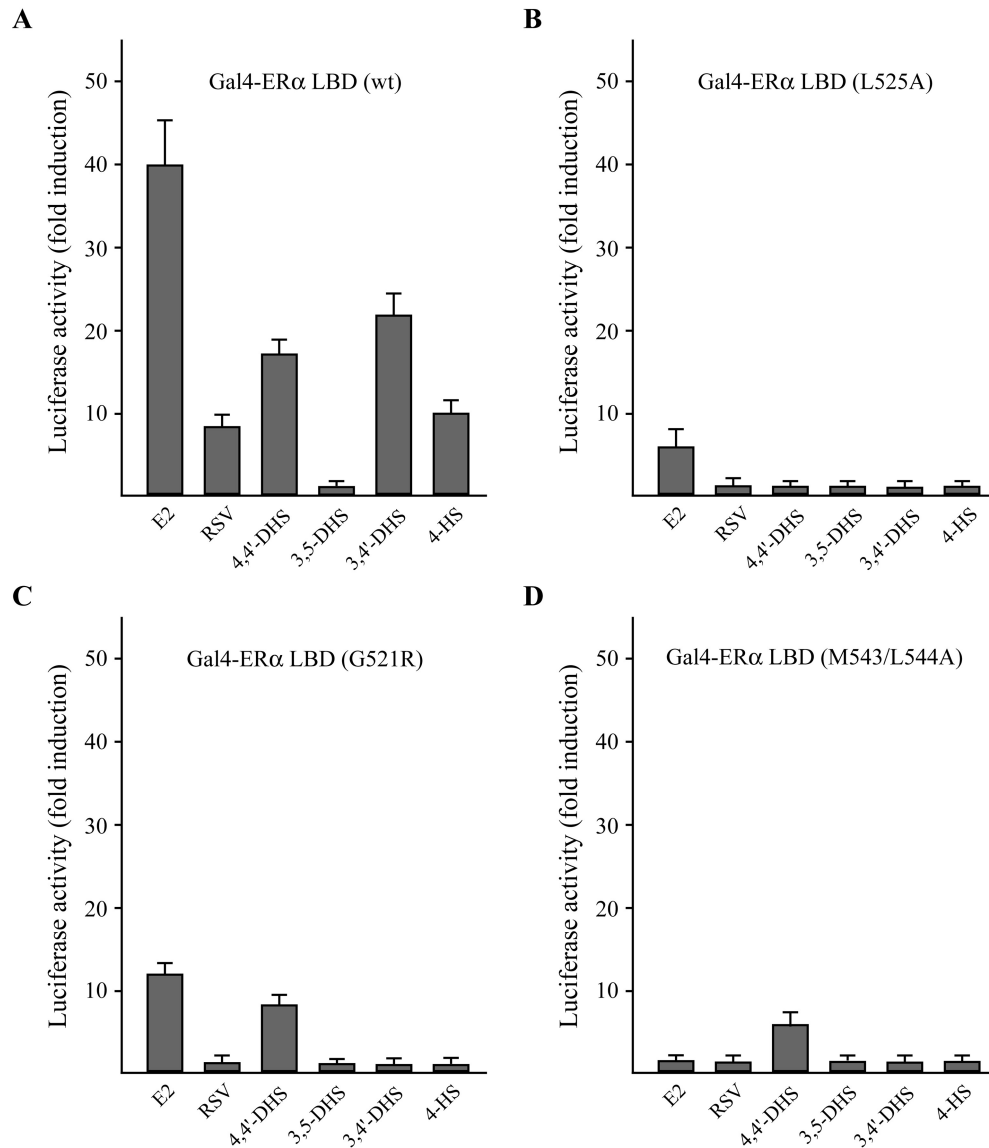 A
Luciferase activity (fold induction)
Gal4-ERα LBD (wt)
50
40
30
20
10
E2
RSV
4,4'-DHS
3,5-DHS
3,4'-DHS
4-HS
B
Luciferase activity (fold induction)
Gal4-ERα LBD (L525A)
50
40
30
20
10
E2
RSV
4,4'-DHS
3,5-DHS
3,4'-DHS
4-HS
C
Luciferase activity (fold induction)
Gal4-ERα LBD (G521R)
50
40
30
20
10
E2
RSV
4,4'-DHS
3,5-DHS
3,4'-DHS
4-HS
D
Luciferase activity (fold induction)
Gal4-ERα LBD (M543/L544A)
50
40
30
20
10
E2
RSV
4,4'-DHS
3,5-DHS
3,4'-DHS
4-HS